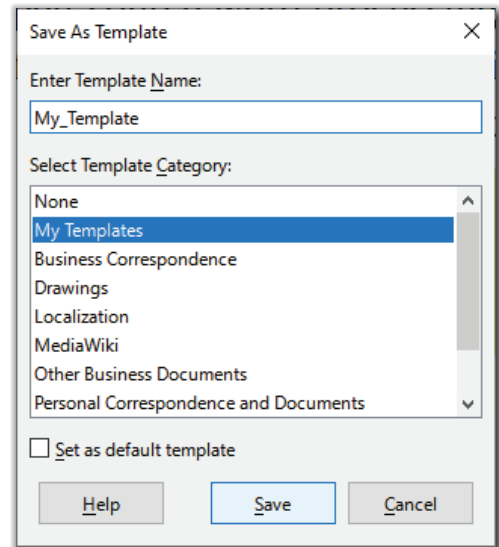 Save As Template
Enter Template Name:
My_Template
Select Template Category:
None
My Templates
Business Correspondence
Drawings
Localization
MediaWiki
Other Business Documents
Personal Correspondence and Documents
Set as default template
Help Save Cancel